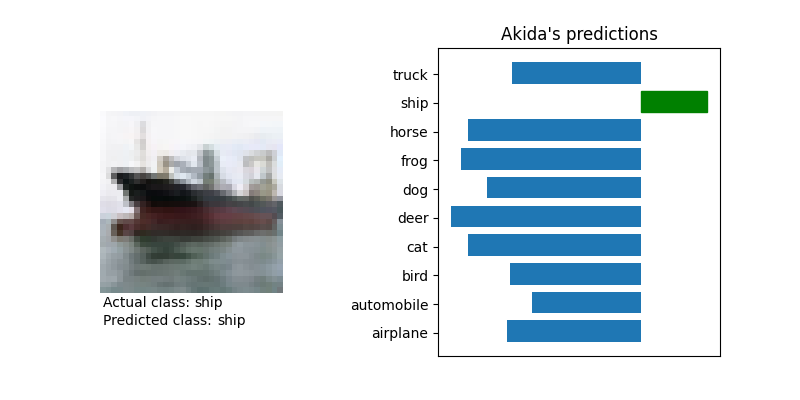 Akida's predictions
truck
ship
horse
frog
dog
deer
cat
bird
automobile
airplane
Actual class: ship
Predicted class: ship